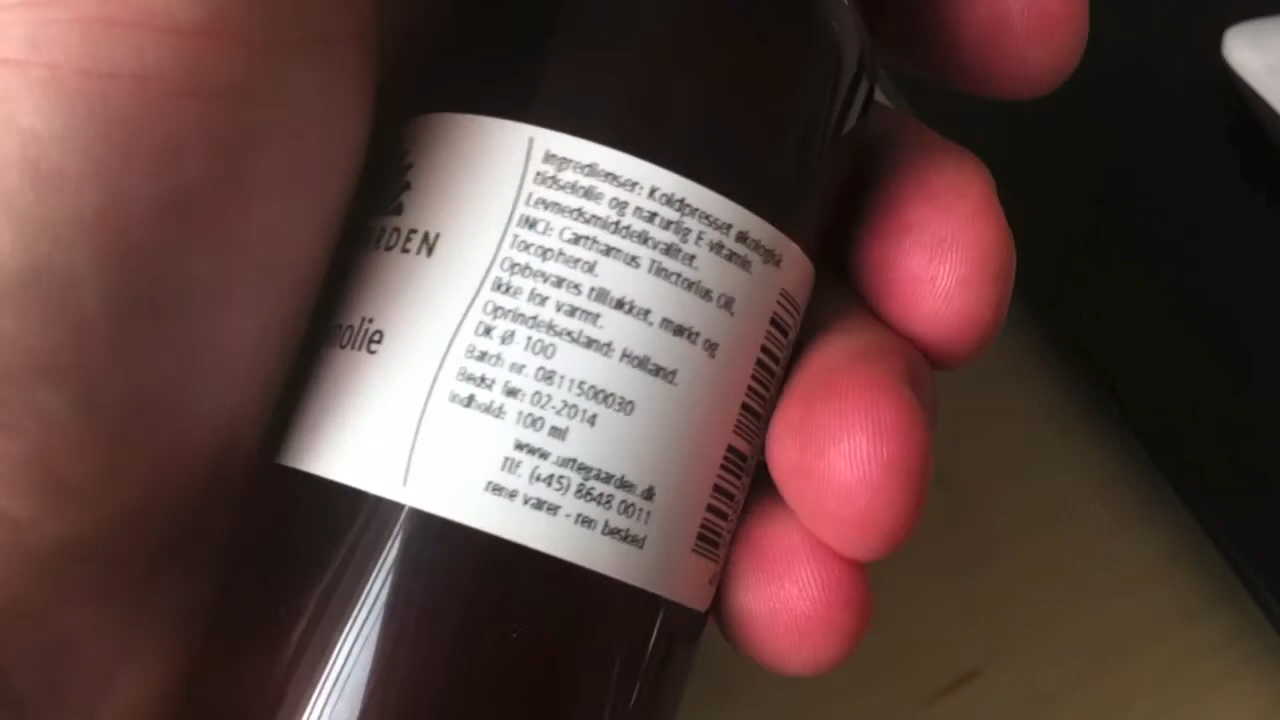 RDEN
nolie
Ingredienser: Koldpresset økologisk
tidselolie og naturlig E-vitamin.
Levnedsmiddelkvalitet.
INCI: Carthamus Tinctorius Oil,
Tocopherol.
Opbevares tillukket, mørkt og
ikke for varmt.
Oprindelsesland: Holland.
DK-Ø-100
Batch nr. 0811500030
Bedst før: 02-2014
Indhold: 100 ml
www.urtegaarden.dk
Tlf. (+45) 8648 0011
rene varer - ren besked